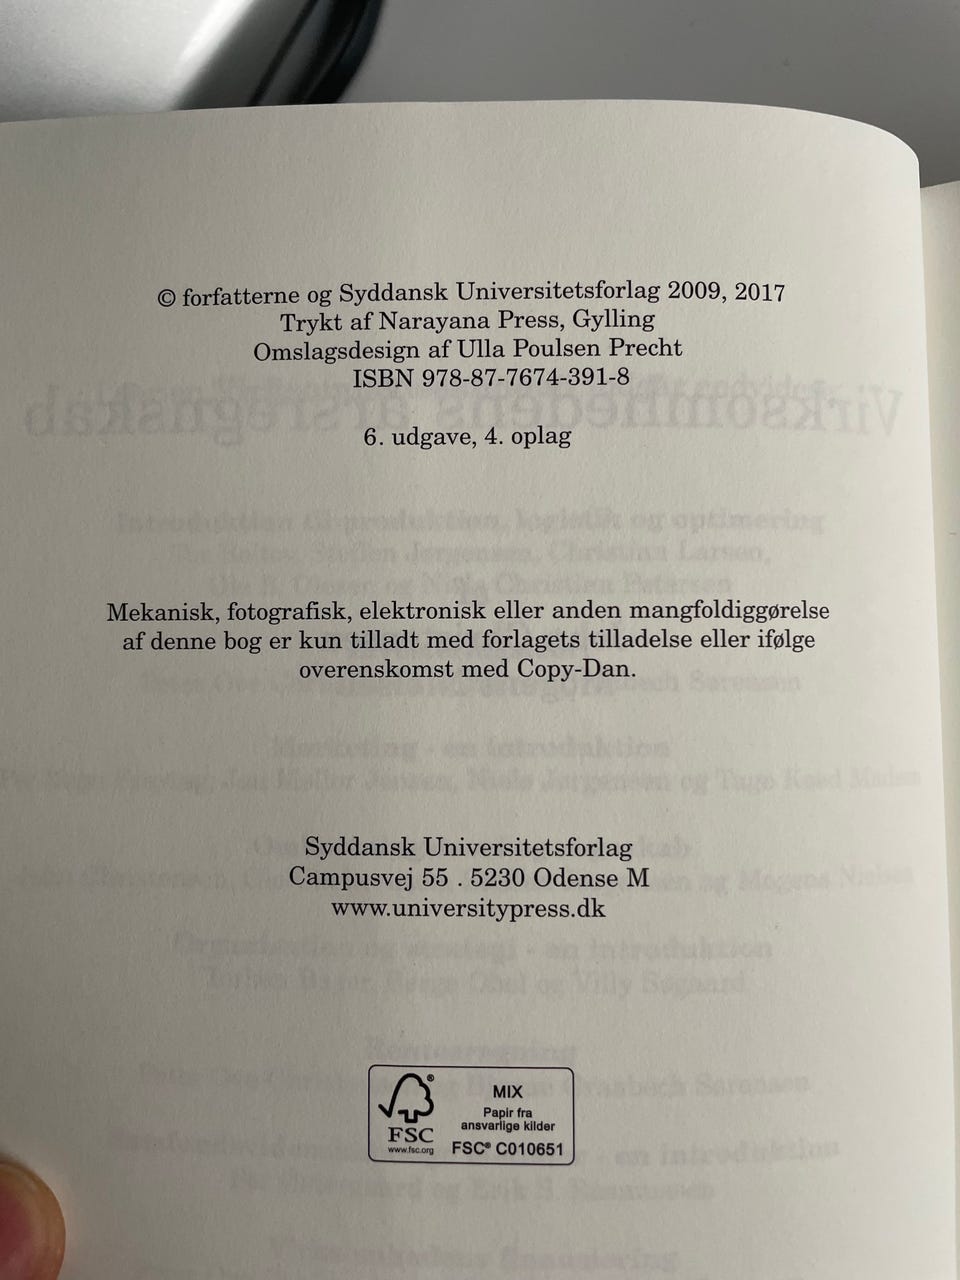 © forfatterne og Syddansk Universitetsforlag 2009, 2017
Trykt af Narayana Press, Gylling
Omslagsdesign af Ulla Poulsen Precht
ISBN 978-87-7674-391-8
6. udgave, 4. oplag
Mekanisk, fotografisk, elektronisk eller anden mangfoldiggørelse
af denne bog er kun tilladt med forlagets tilladelse eller ifølge
overenskomst med Copy-Dan.
Syddansk Universitetsforlag
Campusvej 55 . 5230 Odense M
www.universitypress.dk
FSC
®
www.fsc.org
MIX
Papir fra
ansvarlige kilder
FSC® C010651